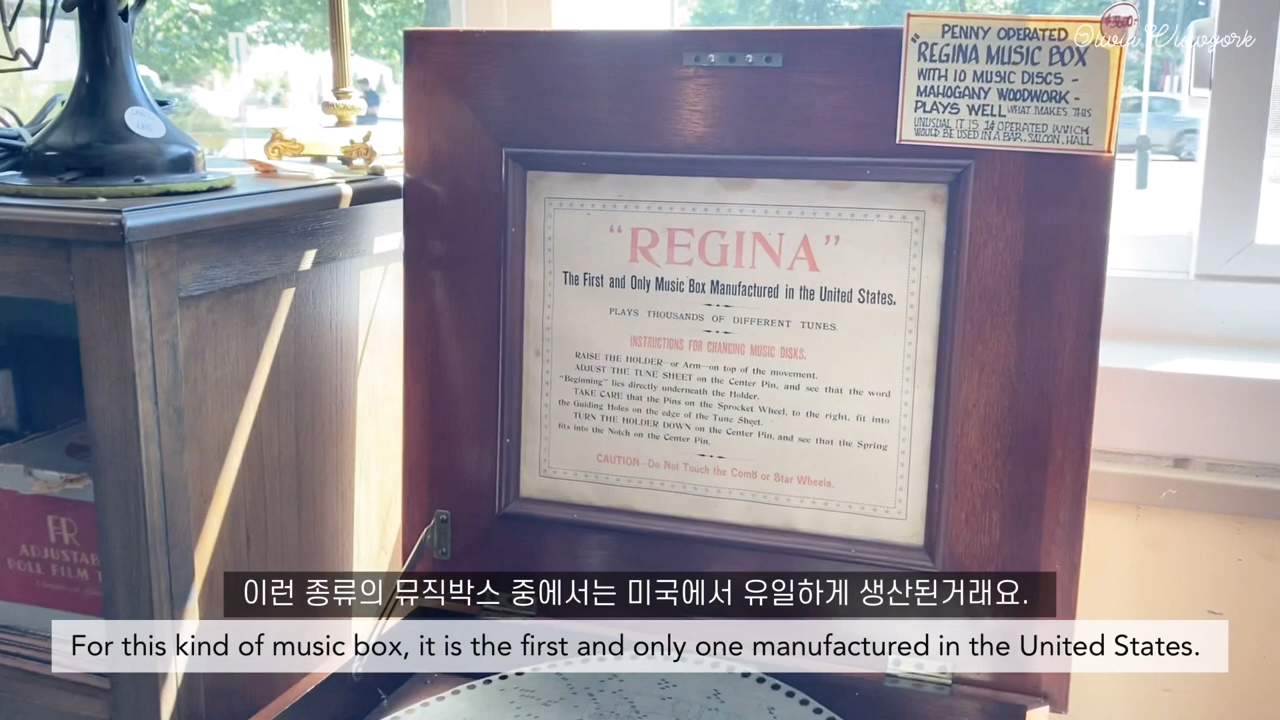 $3600-
PENNY OPERATED
"REGINA MUSIC BOX
WITH 10 MUSIC DISCS -
MAHOGANY WOODWORK -
PLAYS WELL WHAT MAKES THIS
UNUSUAL IT IS 1¢ OPERATED WHICH
WOULD BE USED IN A BAR, SALOON, HALL
"REGINA"
The First and Only Music Box Manufactured in the United States.
PLAYS THOUSANDS OF DIFFERENT TUNES.
INSTRUCTIONS FOR CHANGING MUSIC DISKS.
RAISE THE HOLDER—or Arm—on top of the movement.
ADJUST THE TUNE SHEET on the Center Pin, and see that the word
"Beginning" lies directly underneath the Holder.
TAKE CARE that the Pins on the Sprocket Wheel, to the right, fit into
the Guiding Holes on the edge of the Tune Sheet.
TURN THE HOLDER DOWN on the Center Pin, and see that the Spring
fits into the Notch on the Center Pin.
CAUTION—Do Not Touch the Comb or Star Wheels.
ADJUSTAB
ROLL FILM T
이런 종류의 뮤직박스 중에서는 미국에서 유일하게 생산된거래요.
For this kind of music box, it is the first and only one manufactured in the United States.